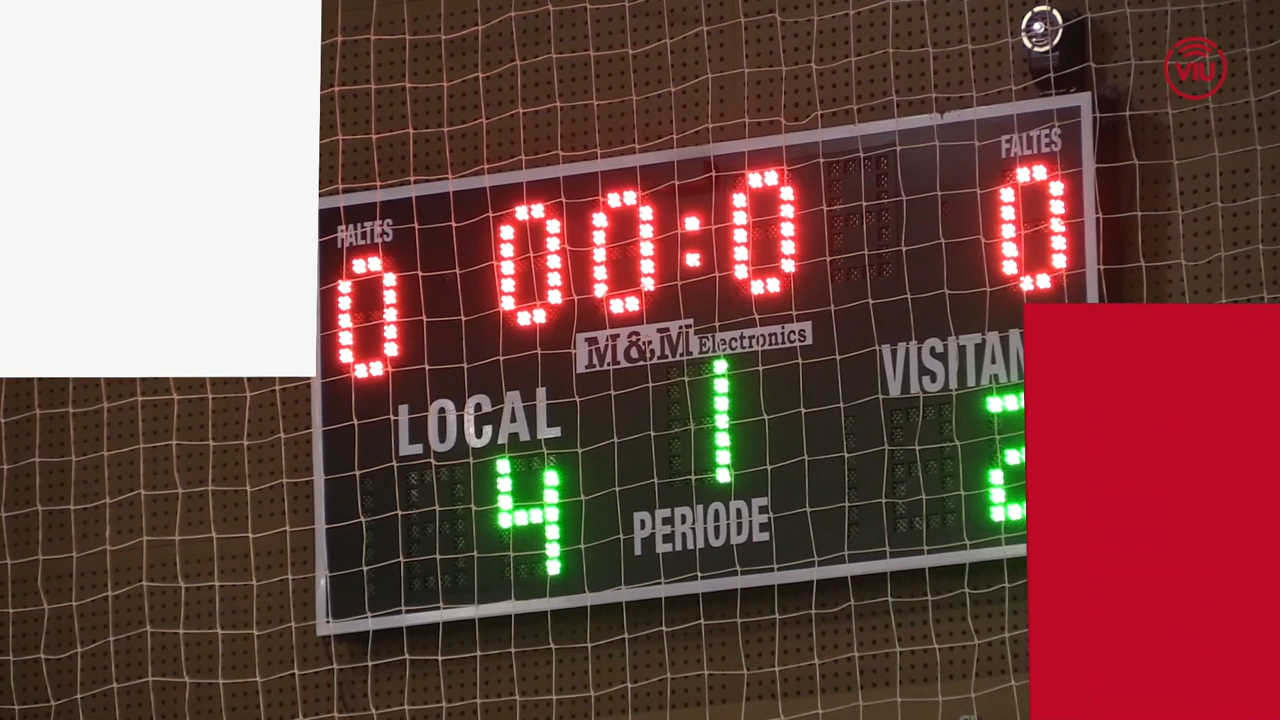 VIU
FALTES
FALTES
0
00:0
0
M&M Electronics
LOCAL
1
VISITAN
4
PERIODE